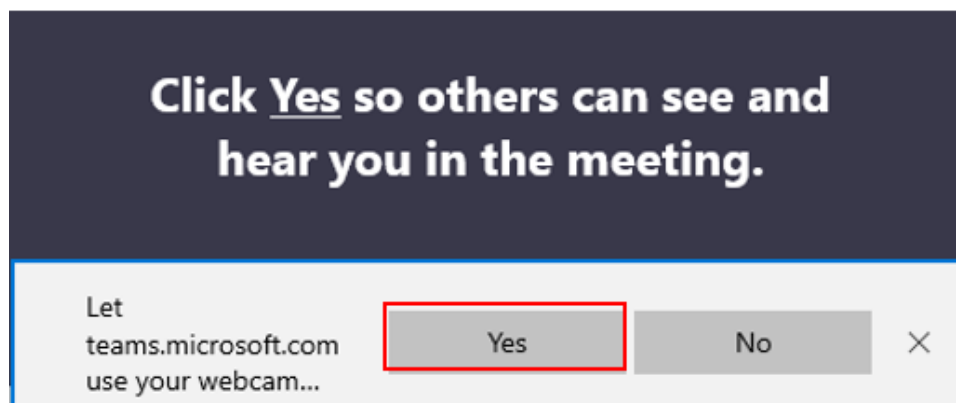 Click Yes so others can see and
hear you in the meeting.
Let
teams.microsoft.com
use your webcam...
Yes
No